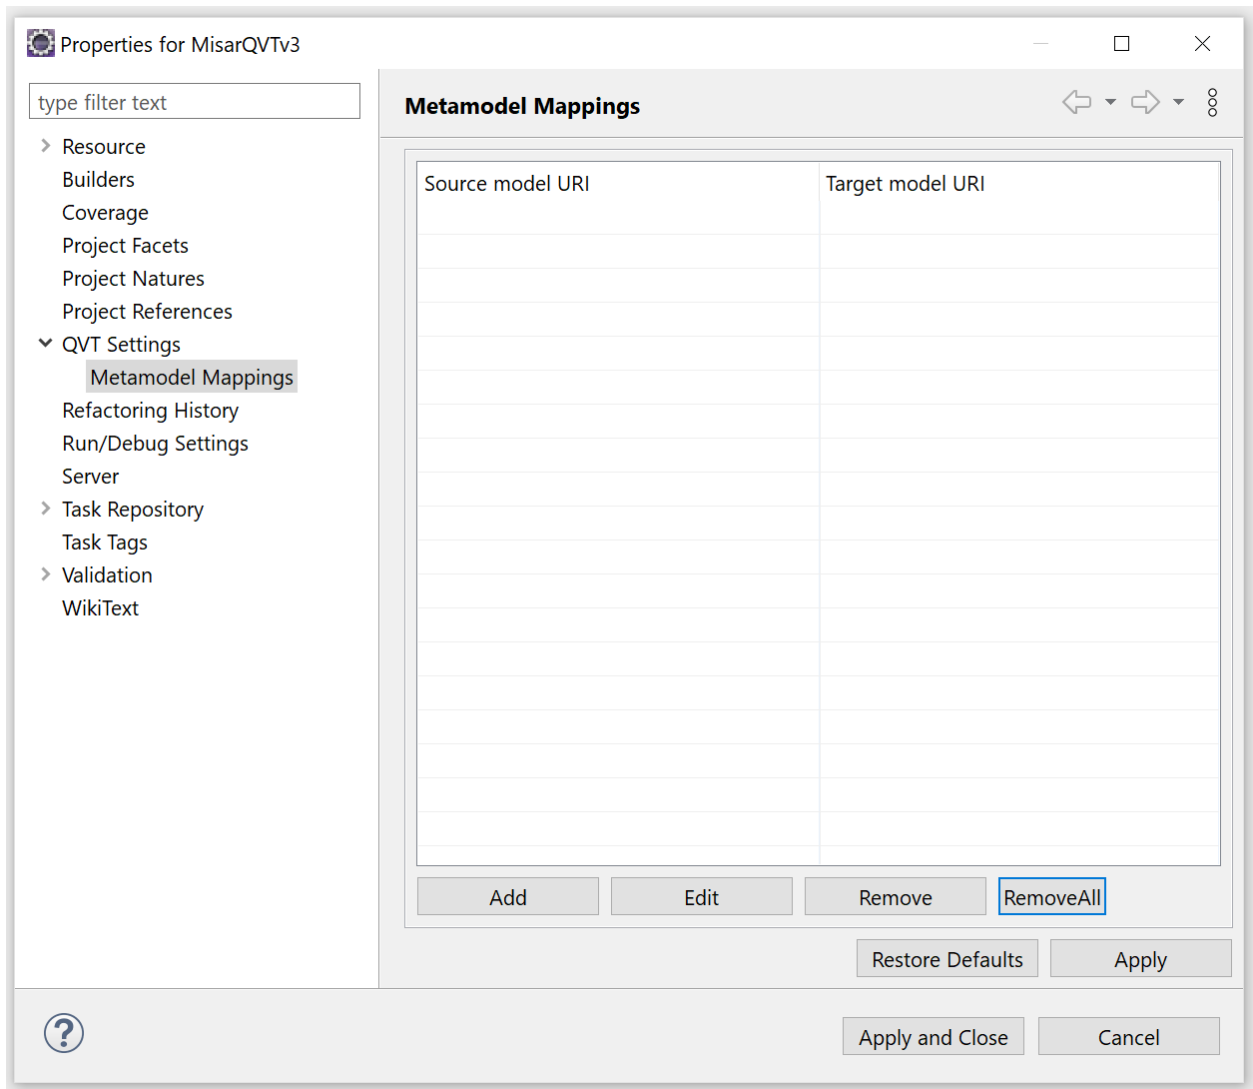 Properties for MisarQVTv3
type filter text
Resource
Builders
Coverage
Project Facets
Project Natures
Project References
QVT Settings
Metamodel Mappings
Refactoring History
Run/Debug Settings
Server
Task Repository
Task Tags
Validation
WikiText
Metamodel Mappings
Source model URI Target model URI
Add Edit Remove RemoveAll
Restore Defaults Apply
? Apply and Close Cancel